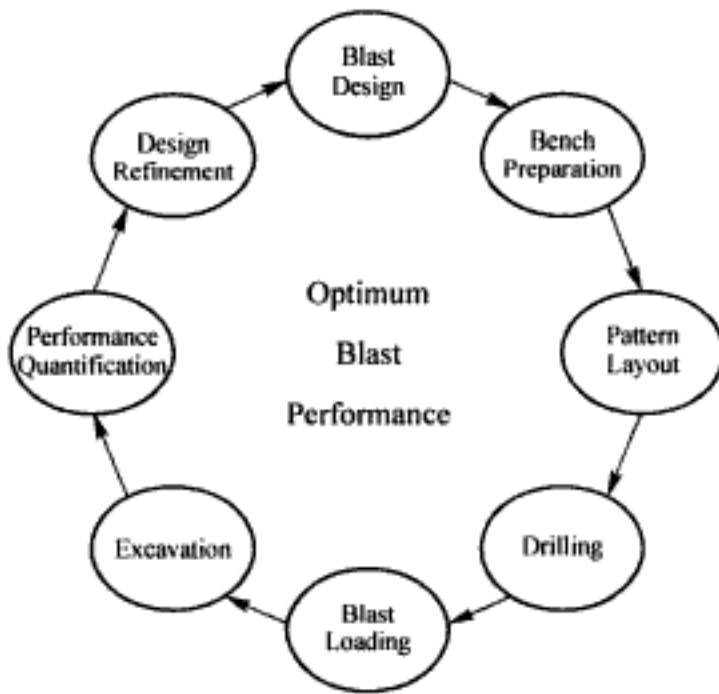 Blast
Design
Bench
Preparation
Pattern
Layout
Drilling
Blast
Loading
Excavation
Performance
Quantification
Design
Refinement
Optimum
Blast
Performance